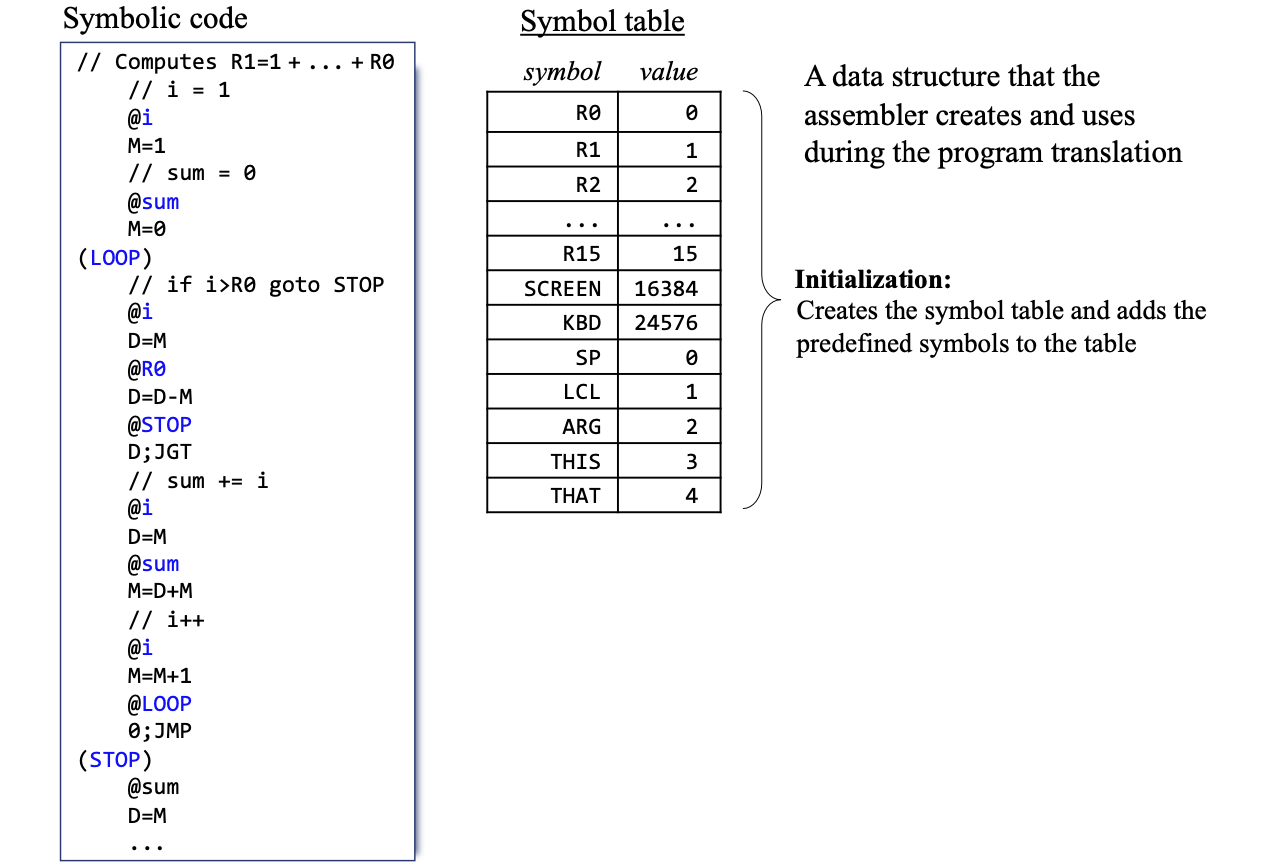 Symbolic code
// Computes R1=1 + ... + R0
// i = 1
@i
M=1
// sum = 0
@sum
M=0
(LOOP)
// if i>R0 goto STOP
@i
D=M
@R0
D=D-M
@STOP
D;JGT
// sum += i
@i
D=M
@sum
M=D+M
// i++
@i
M=M+1
@LOOP
0;JMP
(STOP)
@sum
D=M
...
Symbol table
symbol value
R0 0
R1 1
R2 2
... ...
R15 15
SCREEN 16384
KBD 24576
SP 0
LCL 1
ARG 2
THIS 3
THAT 4
A data structure that the
assembler creates and uses
during the program translation
Initialization:
Creates the symbol table and adds the
predefined symbols to the table